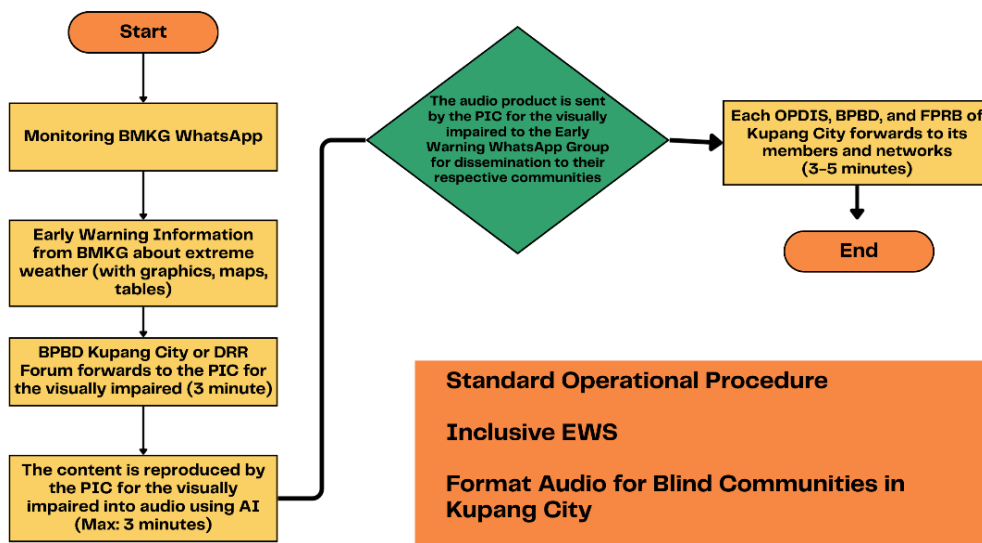 Start
Monitoring BMKG WhatsApp
Early Warning Information
from BMKG about extreme
weather (with graphics, maps,
tables)
BPBD Kupang City or DRR
Forum forwards to the PIC for
the visually impaired (3 minute)
The content is reproduced by
the PIC for the visually
impaired into audio using AI
(Max: 3 minutes)
The audio product is sent
by the PIC for the visually
impaired to the Early
Warning WhatsApp Group
for dissemination to their
respective communities
Each OPDIS, BPBD, and FPRB of
Kupang City forwards to its
members and networks
(3-5 minutes)
End
Standard Operational Procedure
Inclusive EWS
Format Audio for Blind Communities in
Kupang City